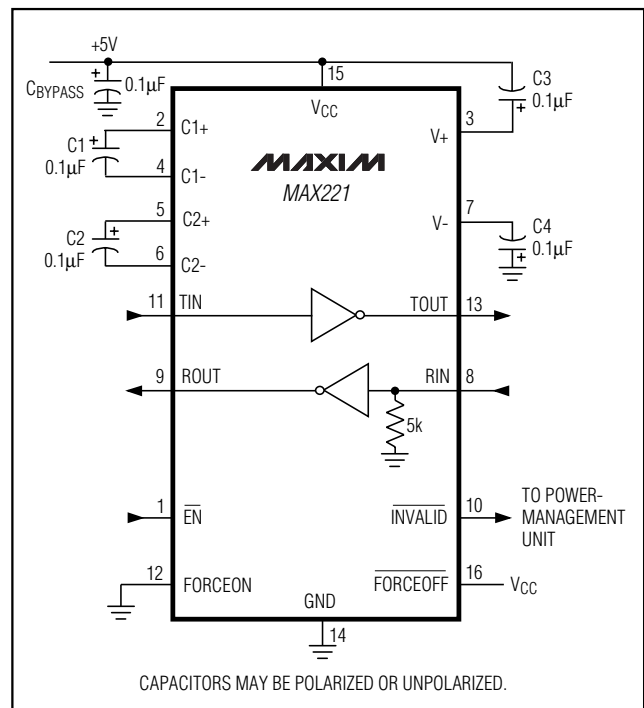 +5V
CBYPASS
+
0.1µF
15
VCC
C3
0.1µF
+
3
V+
2
C1+
C1
0.1µF
+
4
C1-
MAXIM
MAX221
5
C2+
C2
0.1µF
+
6
C2-
7
V-
C4
0.1µF
+
11
TIN
TOUT
13
9
ROUT
RIN
8
5k
1
EN
INVALID
10
TO POWER-
MANAGEMENT
UNIT
12
FORCEON
FORCEOFF
16
VCC
GND
14
CAPACITORS MAY BE POLARIZED OR UNPOLARIZED.